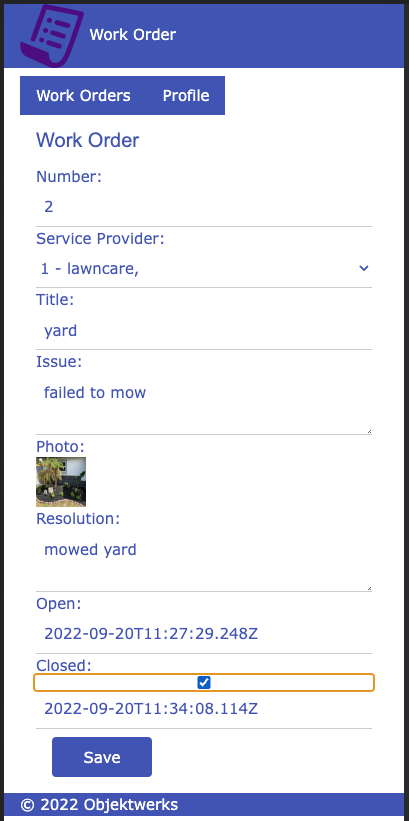 Work Order
Work Orders Profile
Work Order
Number:
2
Service Provider:
1 - lawncare,
Title:
yard
Issue:
failed to mow
Photo:
Resolution:
mowed yard
Open:
2022-09-20T11:27:29.248Z
Closed:
2022-09-20T11:34:08.114Z
Save
© 2022 Objektwerks